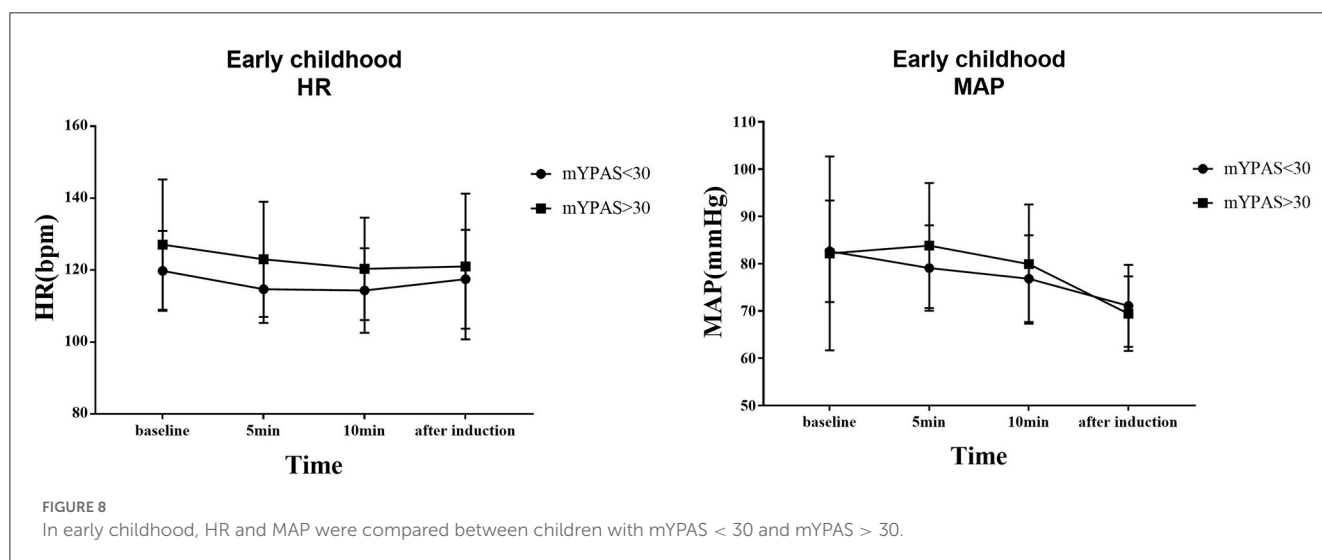 Early childhood
HR
160
140
120
100
80
HR(bpm)
baseline
5min
10min
after induction
Time
mYPAS<30
mYPAS>30
Early childhood
MAP
110
100
90
80
70
60
50
MAP(mmHg)
baseline
5min
10min
after induction
Time
mYPAS<30
mYPAS>30
FIGURE 8
In early childhood, HR and MAP were compared between children with mYPAS < 30 and mYPAS > 30.